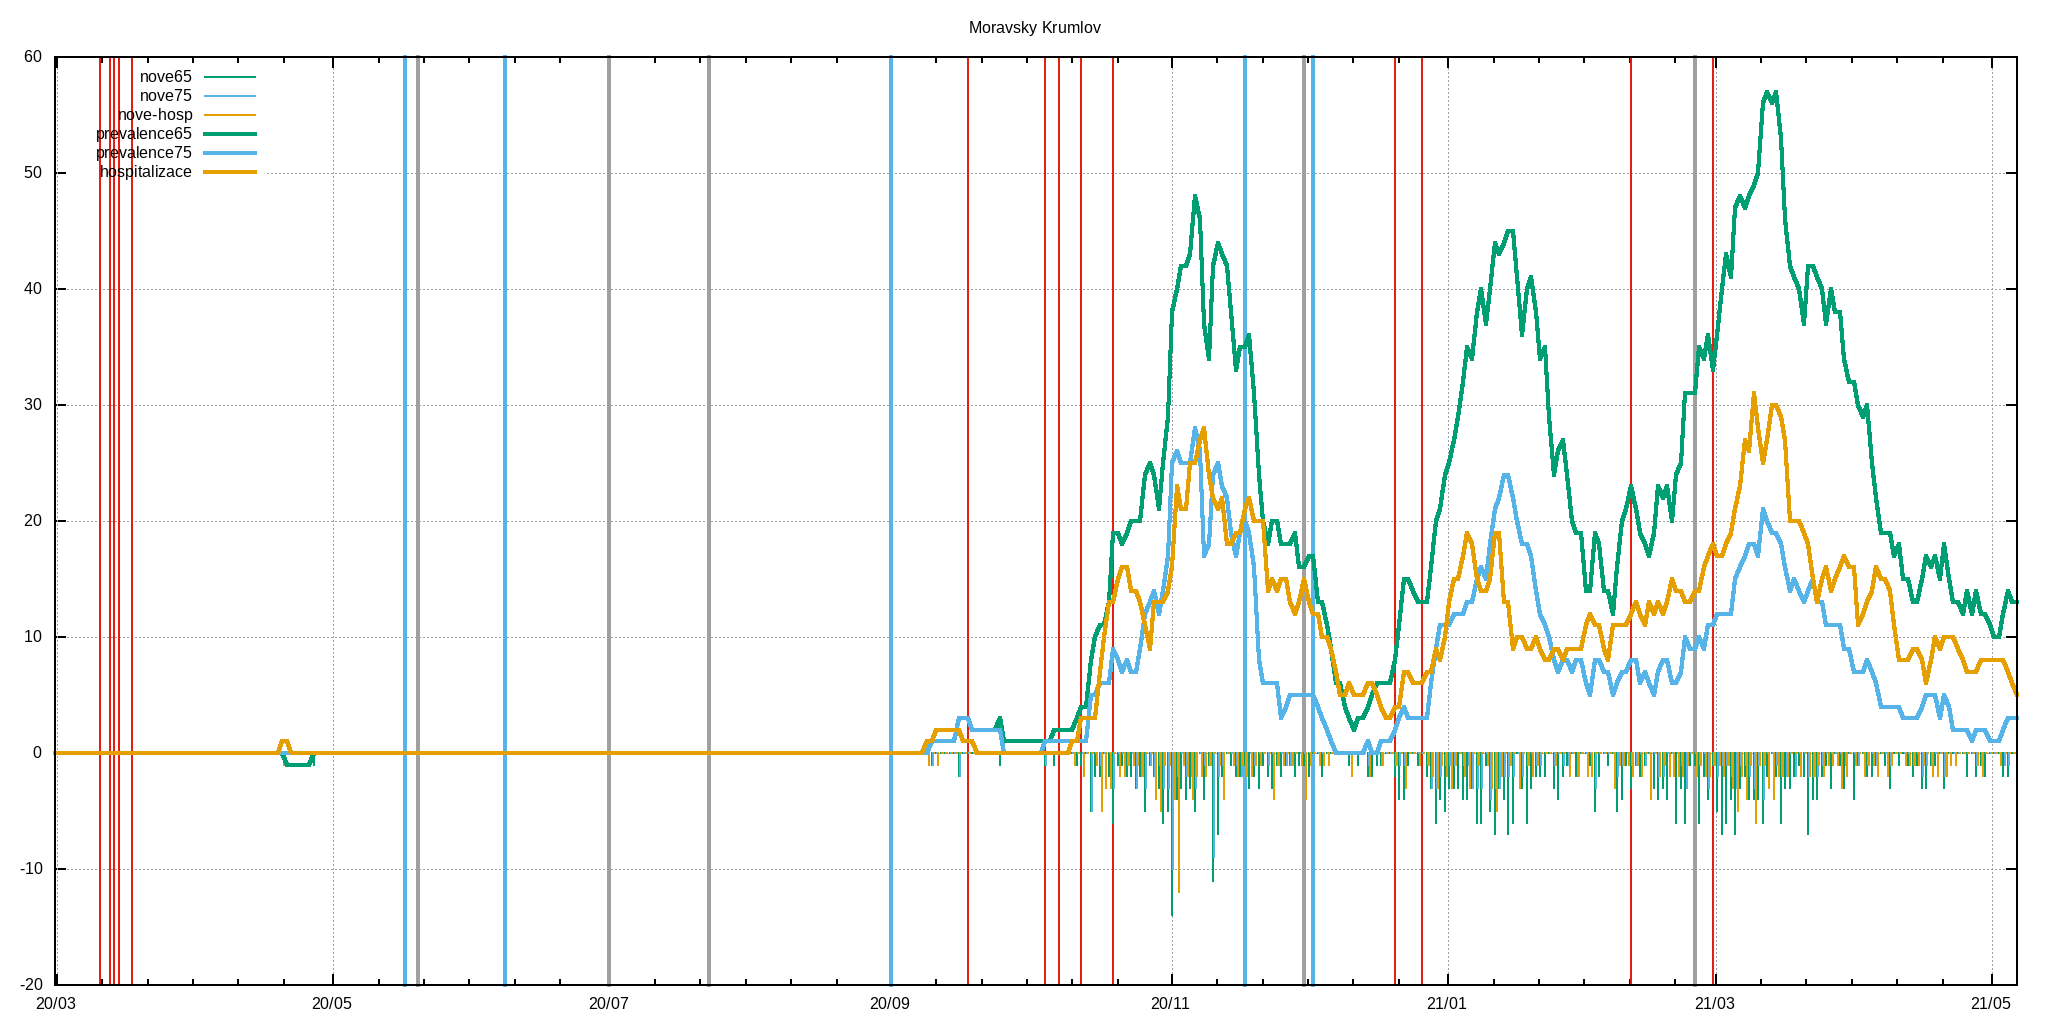 Moravsky Krumlov
60
50
40
30
20
10
0
-10
-20
nove65
nove75
nove-hosp
prevalence65
prevalence75
hospitalizace
20/03 20/05 20/07 20/09 20/11 21/01 21/03 21/05